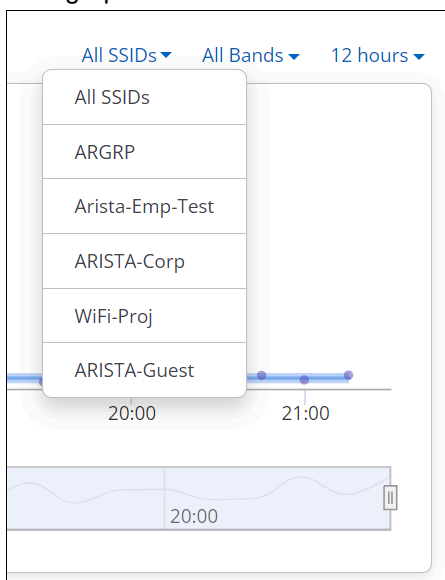 All SSIDs All Bands 12 hours
All SSIDs
ARGRP
Arista-Emp-Test
ARISTA-Corp
WiFi-Proj
ARISTA-Guest
20:00 21:00
20:00